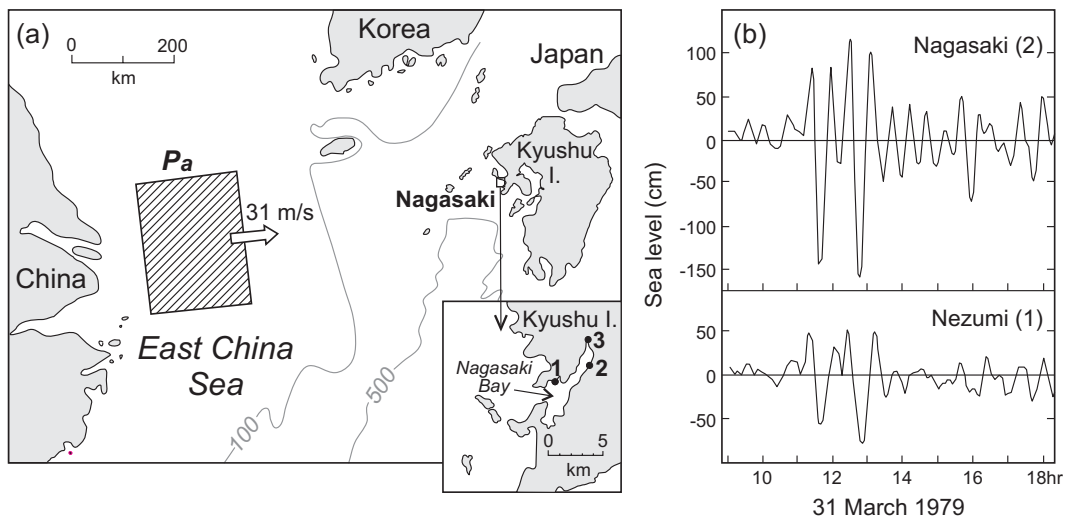 (a)
0 200
km
Korea
Japan
Pa
Kyushu
I.
Nagasaki
31 m/s
China
East China
Sea
100
500
Kyushu I.
3
1
2
Nagasaki
Bay
0 5
km
(b)
Nagasaki (2)
100
50
0
-50
-100
-150
Sea level (cm)
Nezumi (1)
50
0
-50
10 12 14 16 18hr
31 March 1979